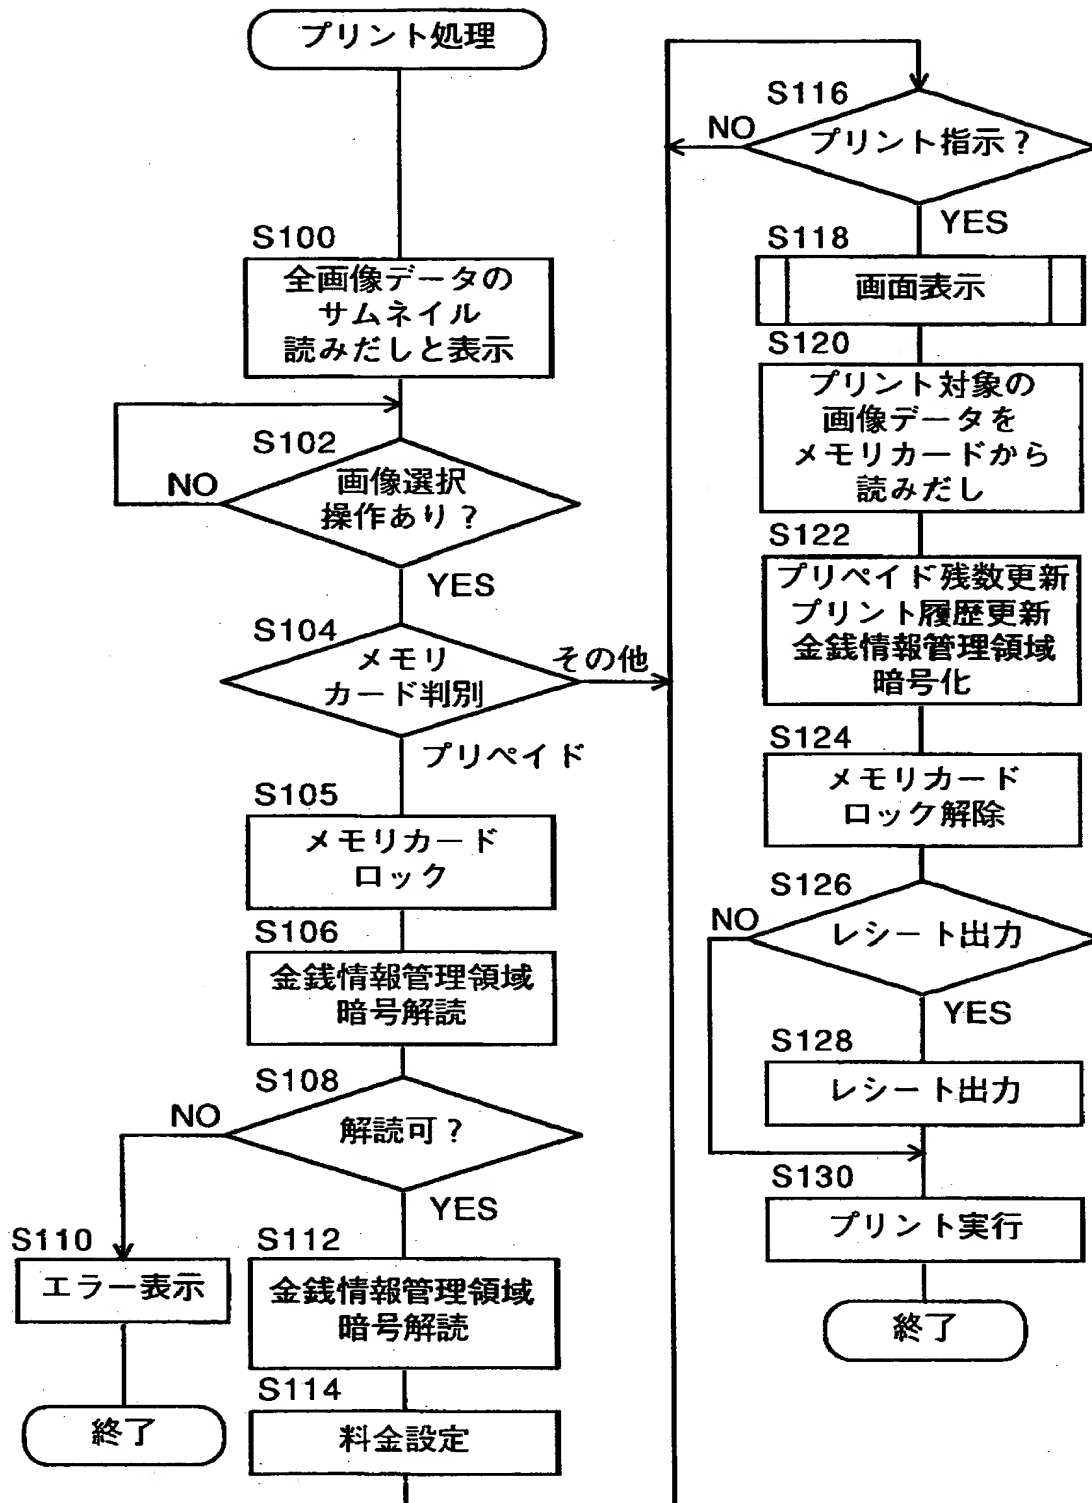 プリント処理
S100
全画像データの
サムネイル
読みだしと表示
S102
NO
画像選択
操作あり？
YES
S104
メモリ
カード判別
その他
プリペイド
S105
メモリカード
ロック
S106
金銭情報管理領域
暗号解読
S108
NO
解読可？
YES
S110
エラー表示
終了
S112
金銭情報管理領域
暗号解読
S114
料金設定
S116
NO
プリント指示？
YES
S118
画面表示
S120
プリント対象の
画像データを
メモリカードから
読みだし
S122
プリペイド残数更新
プリント履歴更新
金銭情報管理領域
暗号化
S124
メモリカード
ロック解除
S126
NO
レシート出力
YES
S128
レシート出力
S130
プリント実行
終了